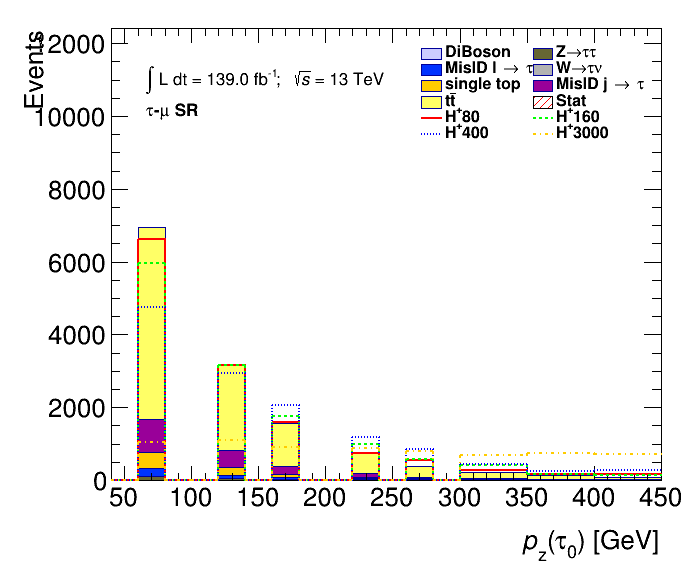 Events
12000
10000
8000
6000
4000
2000
0
∫ L dt = 139.0 fb⁻¹; √s = 13 TeV
τ-μ SR
DiBoson
Z→ττ
MisID l → τ
W→τν
single top
MisID j → τ
tt̄
Stat
H⁺80
H⁺160
H⁺400
H⁺3000
50 100 150 200 250 300 350 400 450
p_z(τ_0) [GeV]